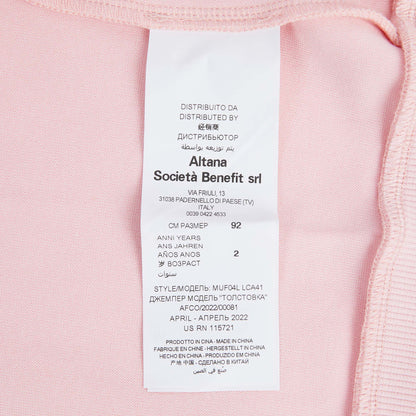 DISTRIBUITO DA
DISTRIBUTED BY
经销商
ДИСТРИБЬЮТОР
يتم توزيعه بواسطة
Altana
Società Benefit srl
VIA FRIULI, 13
31038 PADERNELLO DI PAESE (TV)
ITALY
0039 0422 4633
CM РАЗМЕР 92
ANNI YEARS
ANS JAHREN
AÑOS ANOS 2
岁 ВОЗРАСТ
سنوات
STYLE/МОДЕЛЬ: MUF04L LCA41
ДЖЕМПЕР МОДЕЛЬ "ТОЛСТОВКА"
AFCO/2022/00081
APRIL - АПРЕЛЬ 2022
US RN 115721
PRODOTTO IN CINA - MADE IN CHINA
FABRIQUE EN CHINE - HERGESTELLT IN CHINA
HECHO EN CHINA - PRODUZIDO EM CHINA
产地 中国 - СДЕЛАНО В КИТАЙ
صنع في الصين